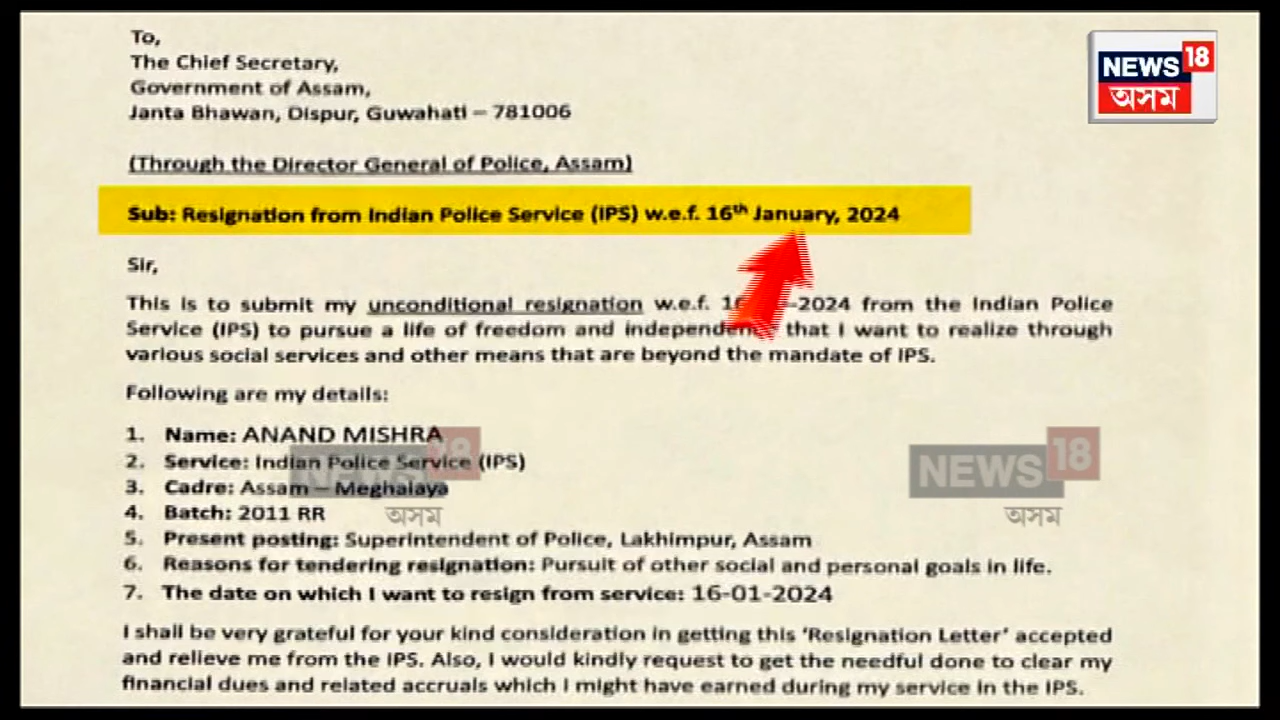 To,
The Chief Secretary,
Government of Assam,
Janta Bhawan, Dispur, Guwahati – 781006
NEWS 18
অসম
(Through the Director General of Police, Assam)
Sub: Resignation from Indian Police Service (IPS) w.e.f. 16th January, 2024
Sir,
This is to submit my unconditional resignation w.e.f. -2024 from the Indian Police
Service (IPS) to pursue a life of freedom and independence that I want to realize through
various social services and other means that are beyond the mandate of IPS.
Following are my details:
1. Name: ANAND MISHRA
2. Service: Indian Police Service (IPS)
3. Cadre: Assam – Meghalaya
4. Batch: 2011 RR
5. Present posting: Superintendent of Police, Lakhimpur, Assam
6. Reasons for tendering resignation: Pursuit of other social and personal goals in life.
7. The date on which I want to resign from service: 16-01-2024
NEWS 18
অসম
NEWS 18
অসম
I shall be very grateful for your kind consideration in getting this ‘Resignation Letter’ accepted
and relieve me from the IPS. Also, I would kindly request to get the needful done to clear my
financial dues and related accruals which I might have earned during my service in the IPS.